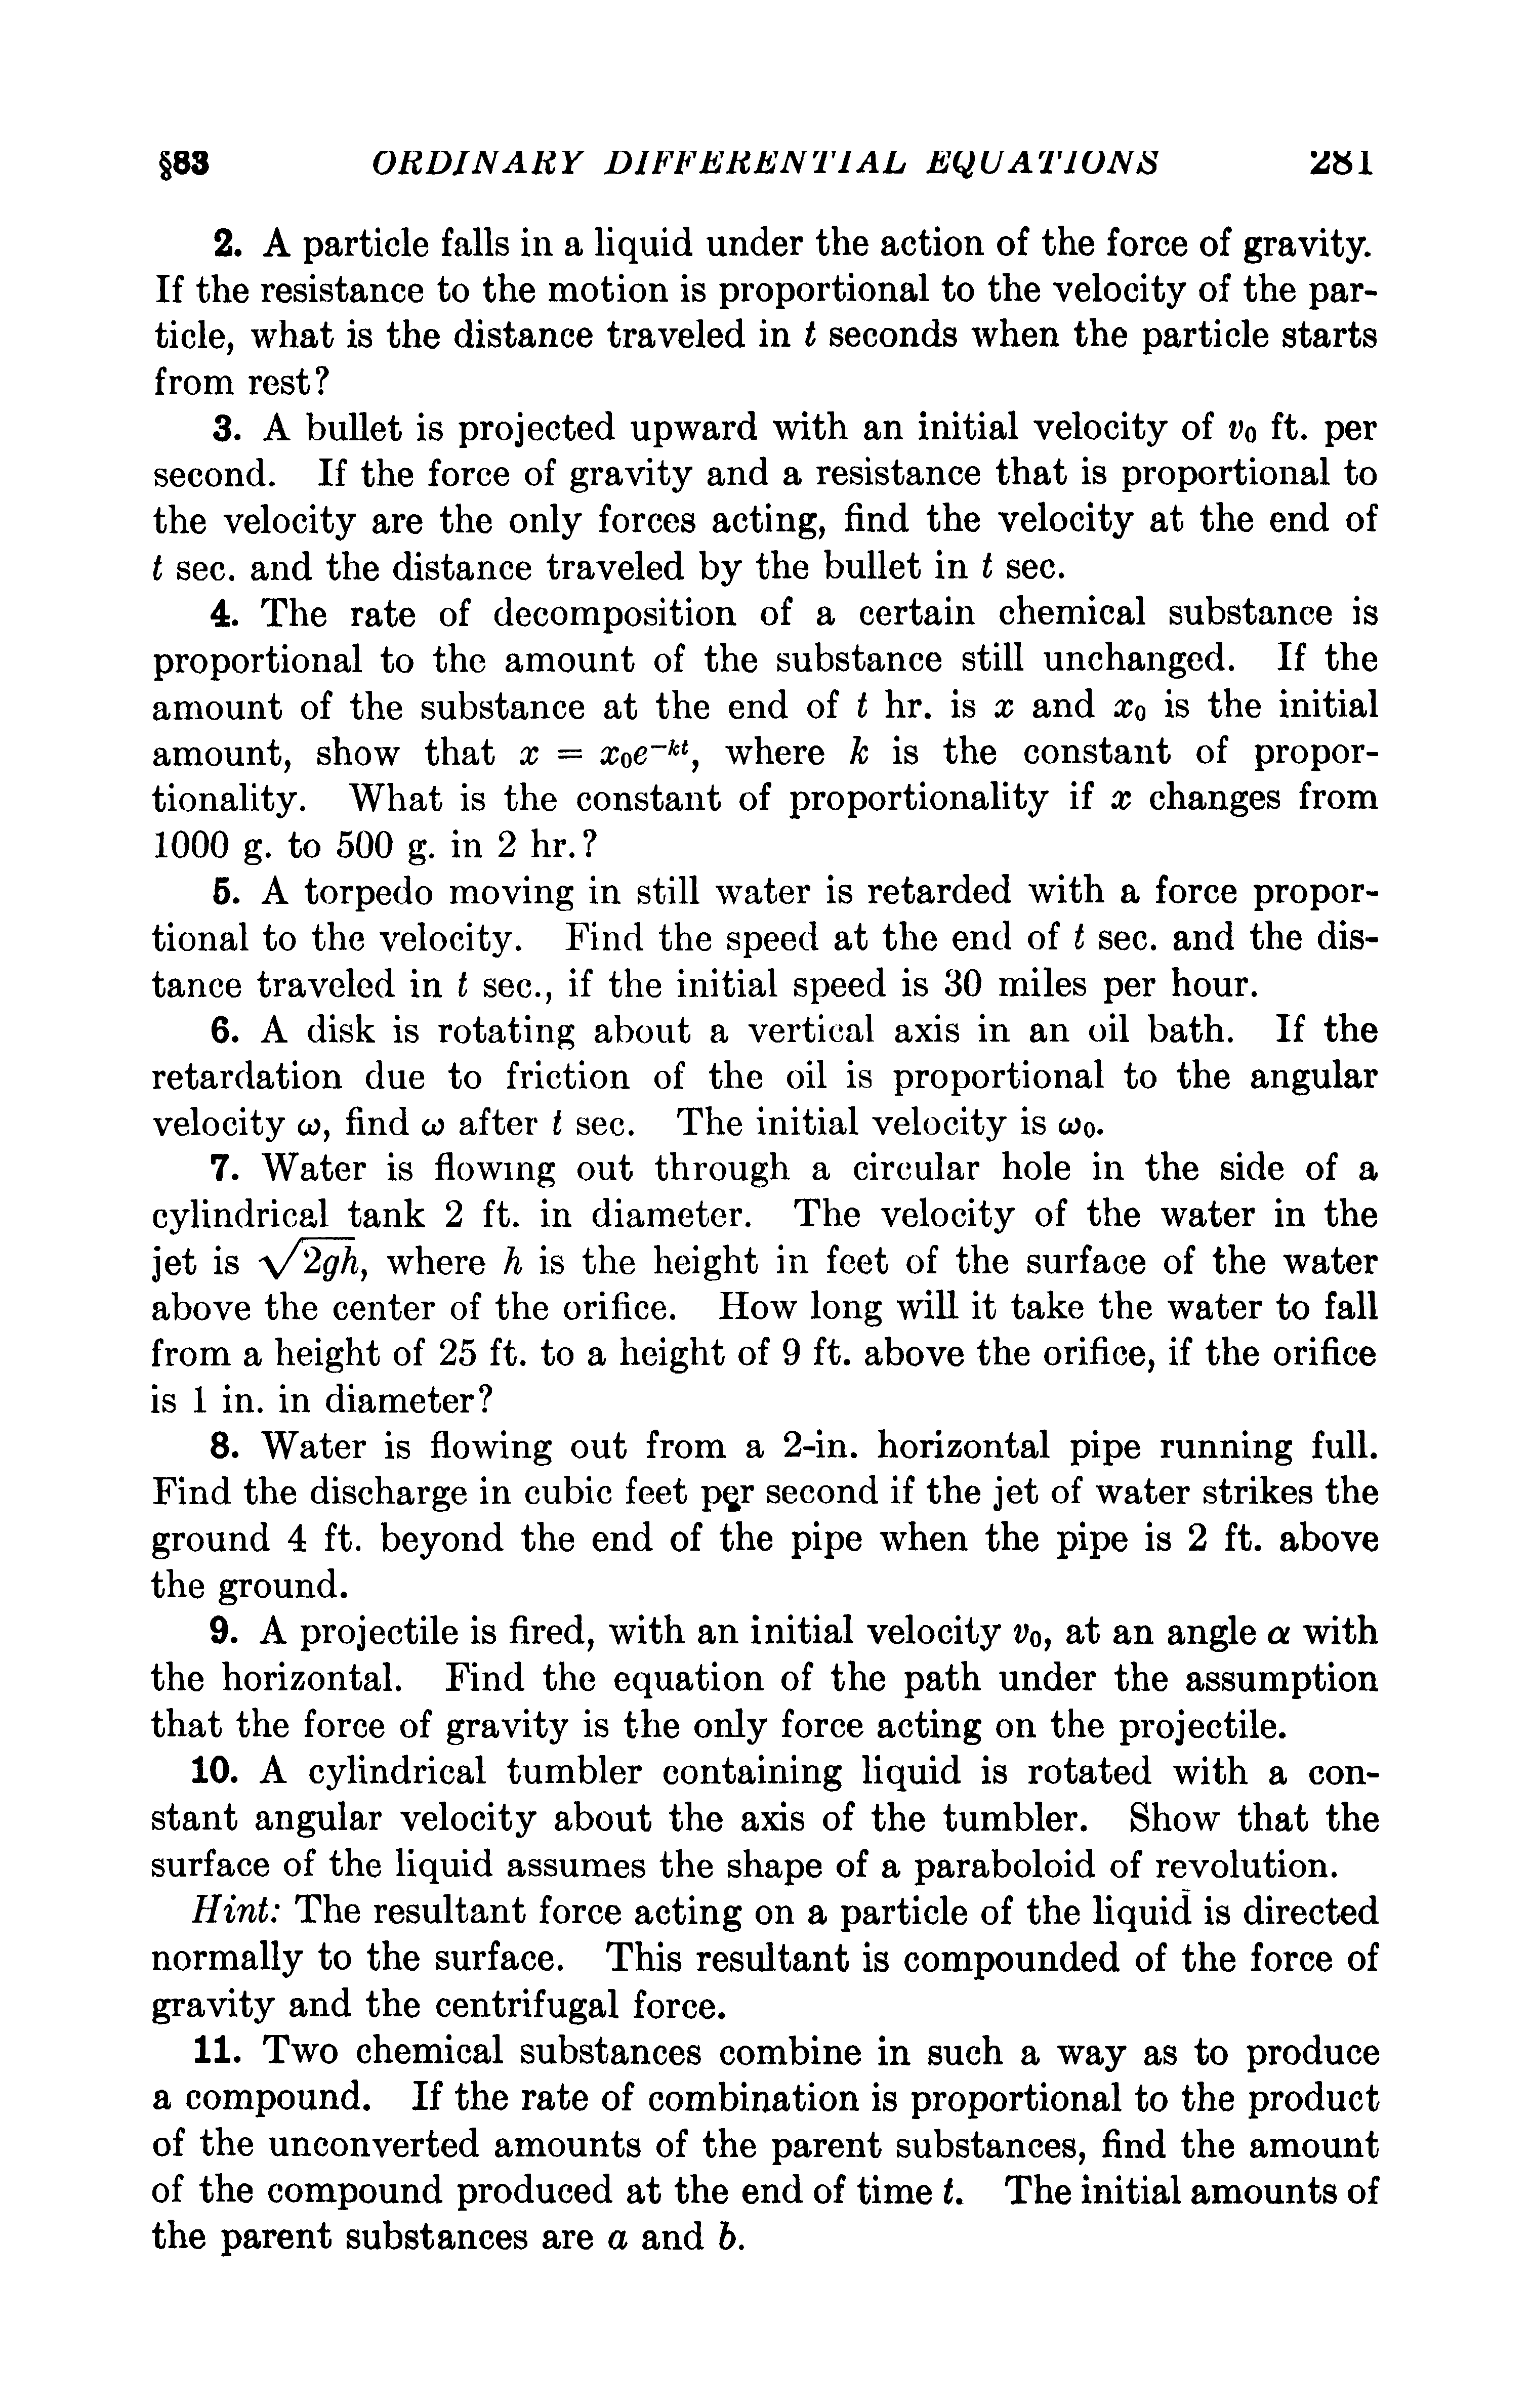 §83 ORDINARY DIFFERENTIAL EQUATIONS 281
2. A particle falls in a liquid under the action of the force of gravity.
If the resistance to the motion is proportional to the velocity of the par-
ticle, what is the distance traveled in t seconds when the particle starts
from rest?
3. A bullet is projected upward with an initial velocity of v₀ ft. per
second. If the force of gravity and a resistance that is proportional to
the velocity are the only forces acting, find the velocity at the end of
t sec. and the distance traveled by the bullet in t sec.
4. The rate of decomposition of a certain chemical substance is
proportional to the amount of the substance still unchanged. If the
amount of the substance at the end of t hr. is x and x₀ is the initial
amount, show that x = x₀e⁻ᵏᵗ, where k is the constant of propor-
tionality. What is the constant of proportionality if x changes from
1000 g. to 500 g. in 2 hr.?
5. A torpedo moving in still water is retarded with a force propor-
tional to the velocity. Find the speed at the end of t sec. and the dis-
tance traveled in t sec., if the initial speed is 30 miles per hour.
6. A disk is rotating about a vertical axis in an oil bath. If the
retardation due to friction of the oil is proportional to the angular
velocity ω, find ω after t sec. The initial velocity is ω₀.
7. Water is flowing out through a circular hole in the side of a
cylindrical tank 2 ft. in diameter. The velocity of the water in the
jet is √2gh, where h is the height in feet of the surface of the water
above the center of the orifice. How long will it take the water to fall
from a height of 25 ft. to a height of 9 ft. above the orifice, if the orifice
is 1 in. in diameter?
8. Water is flowing out from a 2-in. horizontal pipe running full.
Find the discharge in cubic feet per second if the jet of water strikes the
ground 4 ft. beyond the end of the pipe when the pipe is 2 ft. above
the ground.
9. A projectile is fired, with an initial velocity v₀, at an angle α with
the horizontal. Find the equation of the path under the assumption
that the force of gravity is the only force acting on the projectile.
10. A cylindrical tumbler containing liquid is rotated with a con-
stant angular velocity about the axis of the tumbler. Show that the
surface of the liquid assumes the shape of a paraboloid of revolution.
Hint: The resultant force acting on a particle of the liquid is directed
normally to the surface. This resultant is compounded of the force of
gravity and the centrifugal force.
11. Two chemical substances combine in such a way as to produce
a compound. If the rate of combination is proportional to the product
of the unconverted amounts of the parent substances, find the amount
of the compound produced at the end of time t. The initial amounts of
the parent substances are a and b.